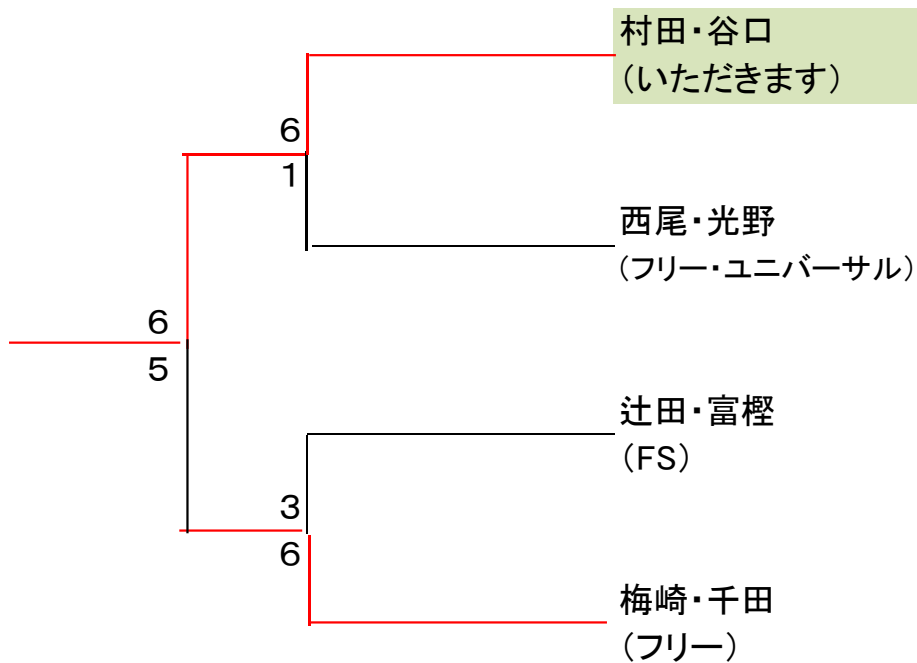 村田・谷口
（いただきます）
6
1
西尾・光野
（フリー・ユニバーサル）
6
5
辻田・富樫
（FS）
3
6
梅崎・千田
（フリー）